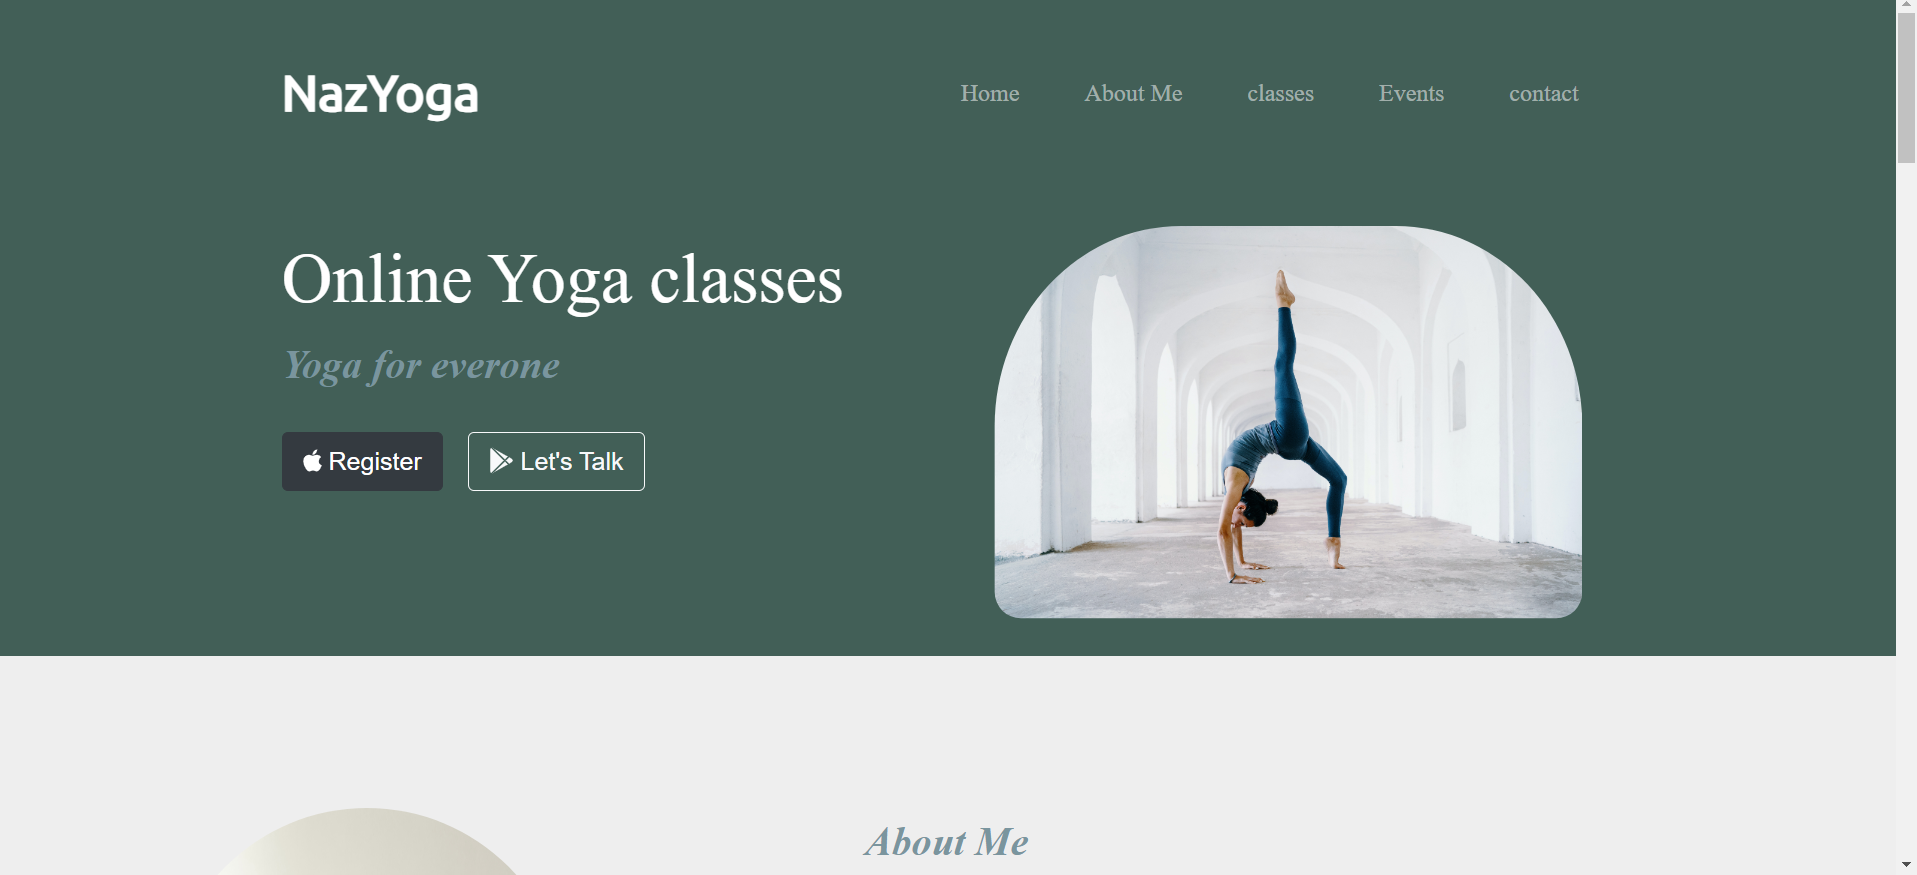 NazYoga
Home About Me classes Events contact
Online Yoga classes
Yoga for everone
Register Let's Talk
About Me